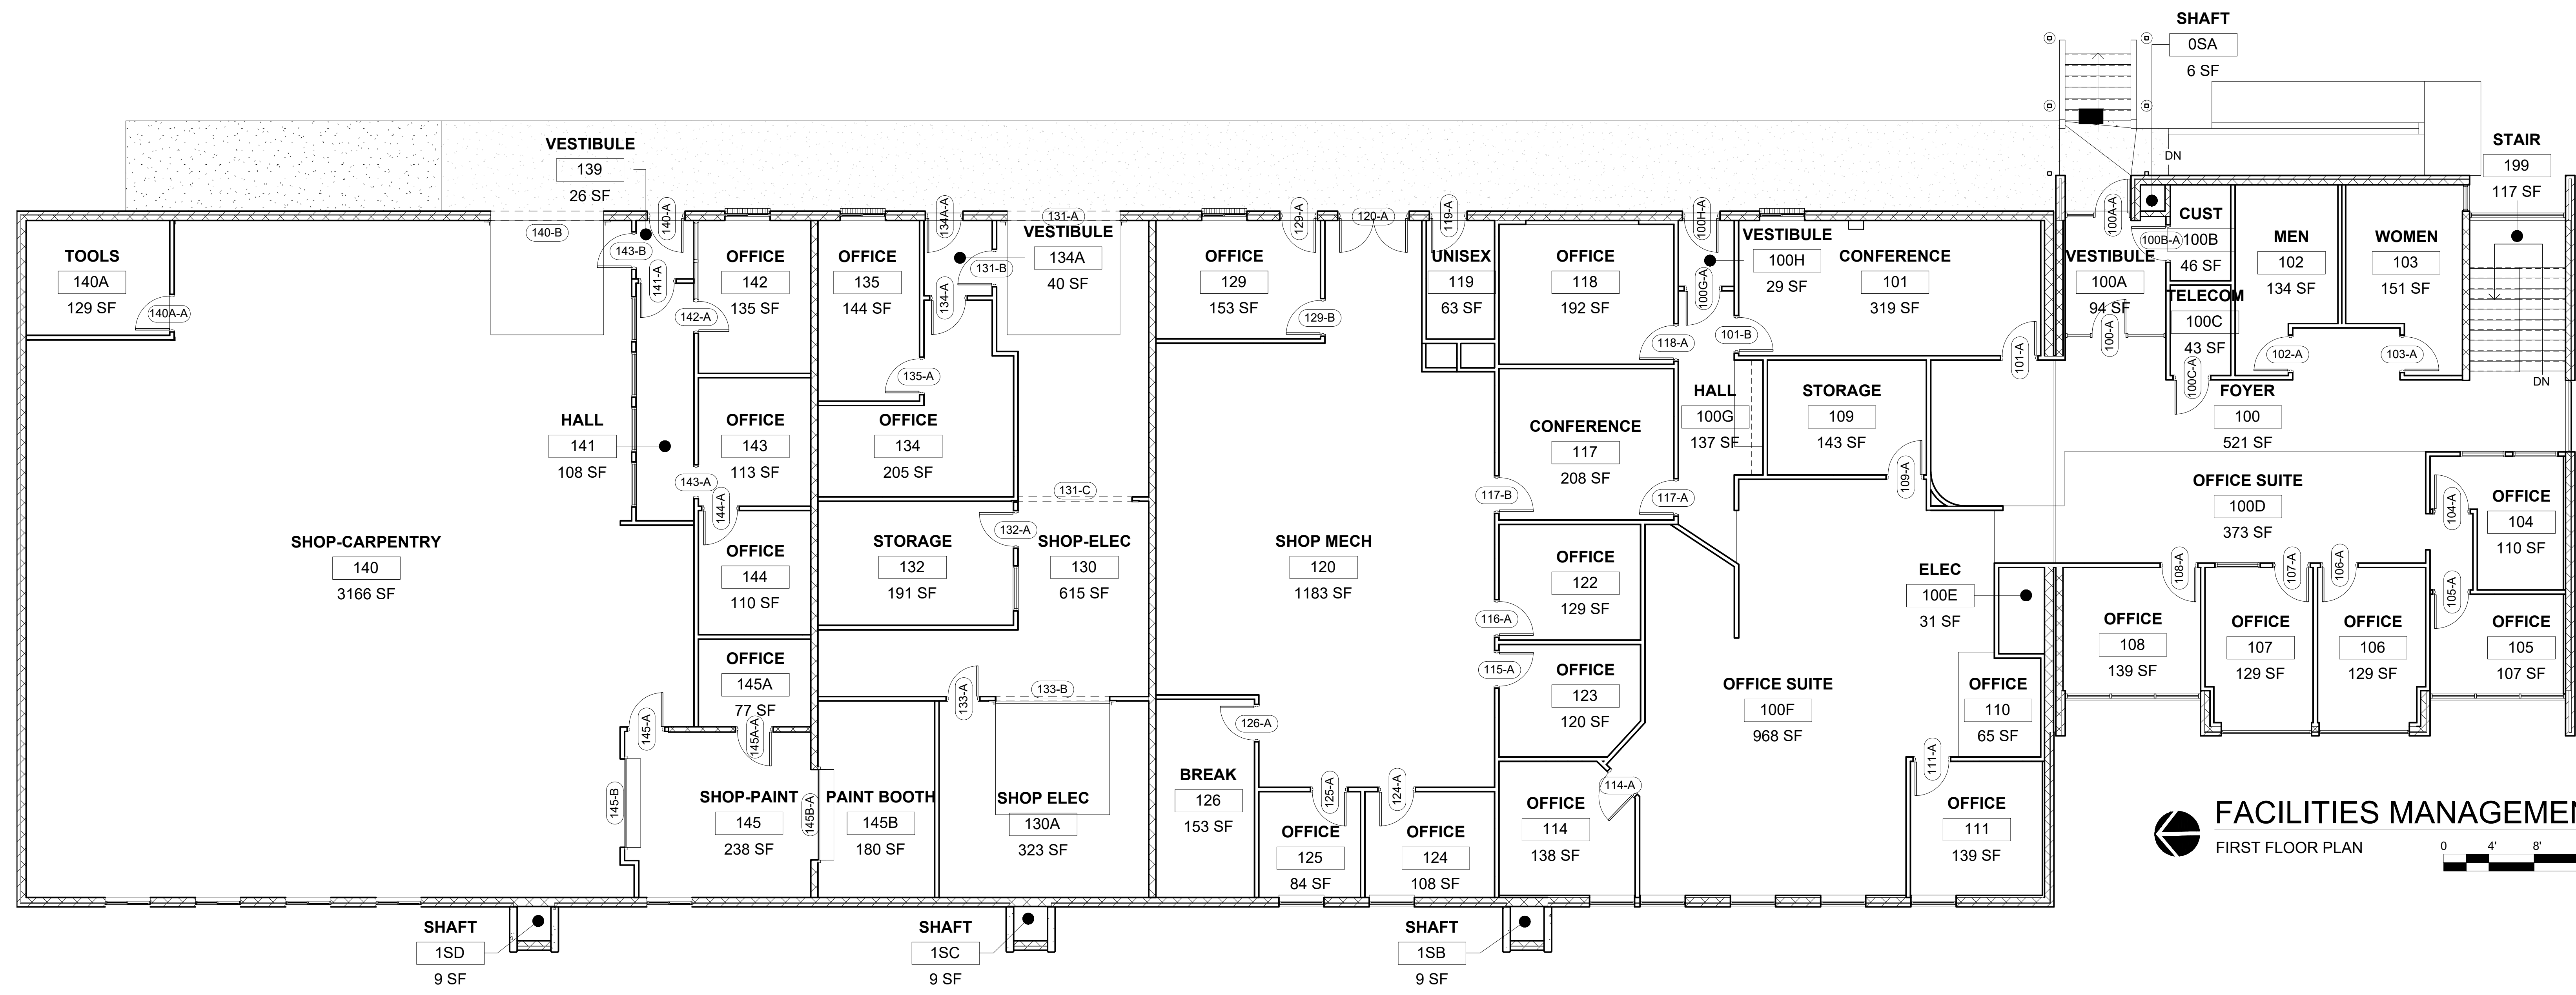 SHAFT
0SA
6 SF
DN
STAIR
199
117 SF
VESTIBULE
139
26 SF
140-B
143-B
140-A
141-A
142-A
134A-A
134-A
131-A
131-B
VESTIBULE
134A
40 SF
129-A
120-A
119-A
100H-A
100G-A
VESTIBULE
100H
29 SF
100A-A
100B-A
TOOLS
140A
129 SF
140A-A
OFFICE
142
135 SF
OFFICE
135
144 SF
135-A
OFFICE
129
153 SF
129-B
UNISEX
119
63 SF
OFFICE
118
192 SF
118-A
101-B
CONFERENCE
101
319 SF
101-A
VESTIBULE
100A
94 SF
100-A
CUST
100B
46 SF
TELECOM
100C
43 SF
100C-A
MEN
102
134 SF
102-A
WOMEN
103
151 SF
103-A
DN
HALL
141
108 SF
OFFICE
143
113 SF
143-A
144-A
OFFICE
134
205 SF
131-C
CONFERENCE
117
208 SF
117-B
117-A
HALL
100G
137 SF
STORAGE
109
143 SF
109-A
FOYER
100
521 SF
OFFICE SUITE
100D
373 SF
104-A
OFFICE
104
110 SF
SHOP-CARPENTRY
140
3166 SF
OFFICE
144
110 SF
STORAGE
132
191 SF
132-A
SHOP-ELEC
130
615 SF
SHOP MECH
120
1183 SF
OFFICE
122
129 SF
116-A
115-A
ELEC
100E
31 SF
108-A
107-A
106-A
105-A
OFFICE
108
139 SF
OFFICE
107
129 SF
OFFICE
106
129 SF
OFFICE
105
107 SF
OFFICE
145A
77 SF
145-A
145A-A
133-A
133-B
126-A
OFFICE
123
120 SF
OFFICE SUITE
100F
968 SF
OFFICE
110
65 SF
111-A
145-B
SHOP-PAINT
145
238 SF
145B-A
PAINT BOOTH
145B
180 SF
SHOP ELEC
130A
323 SF
BREAK
126
153 SF
125-A
124-A
OFFICE
125
84 SF
OFFICE
124
108 SF
114-A
OFFICE
114
138 SF
OFFICE
111
139 SF
FACILITIES MANAGEMEN
FIRST FLOOR PLAN
0 4' 8'
SHAFT
1SD
9 SF
SHAFT
1SC
9 SF
SHAFT
1SB
9 SF